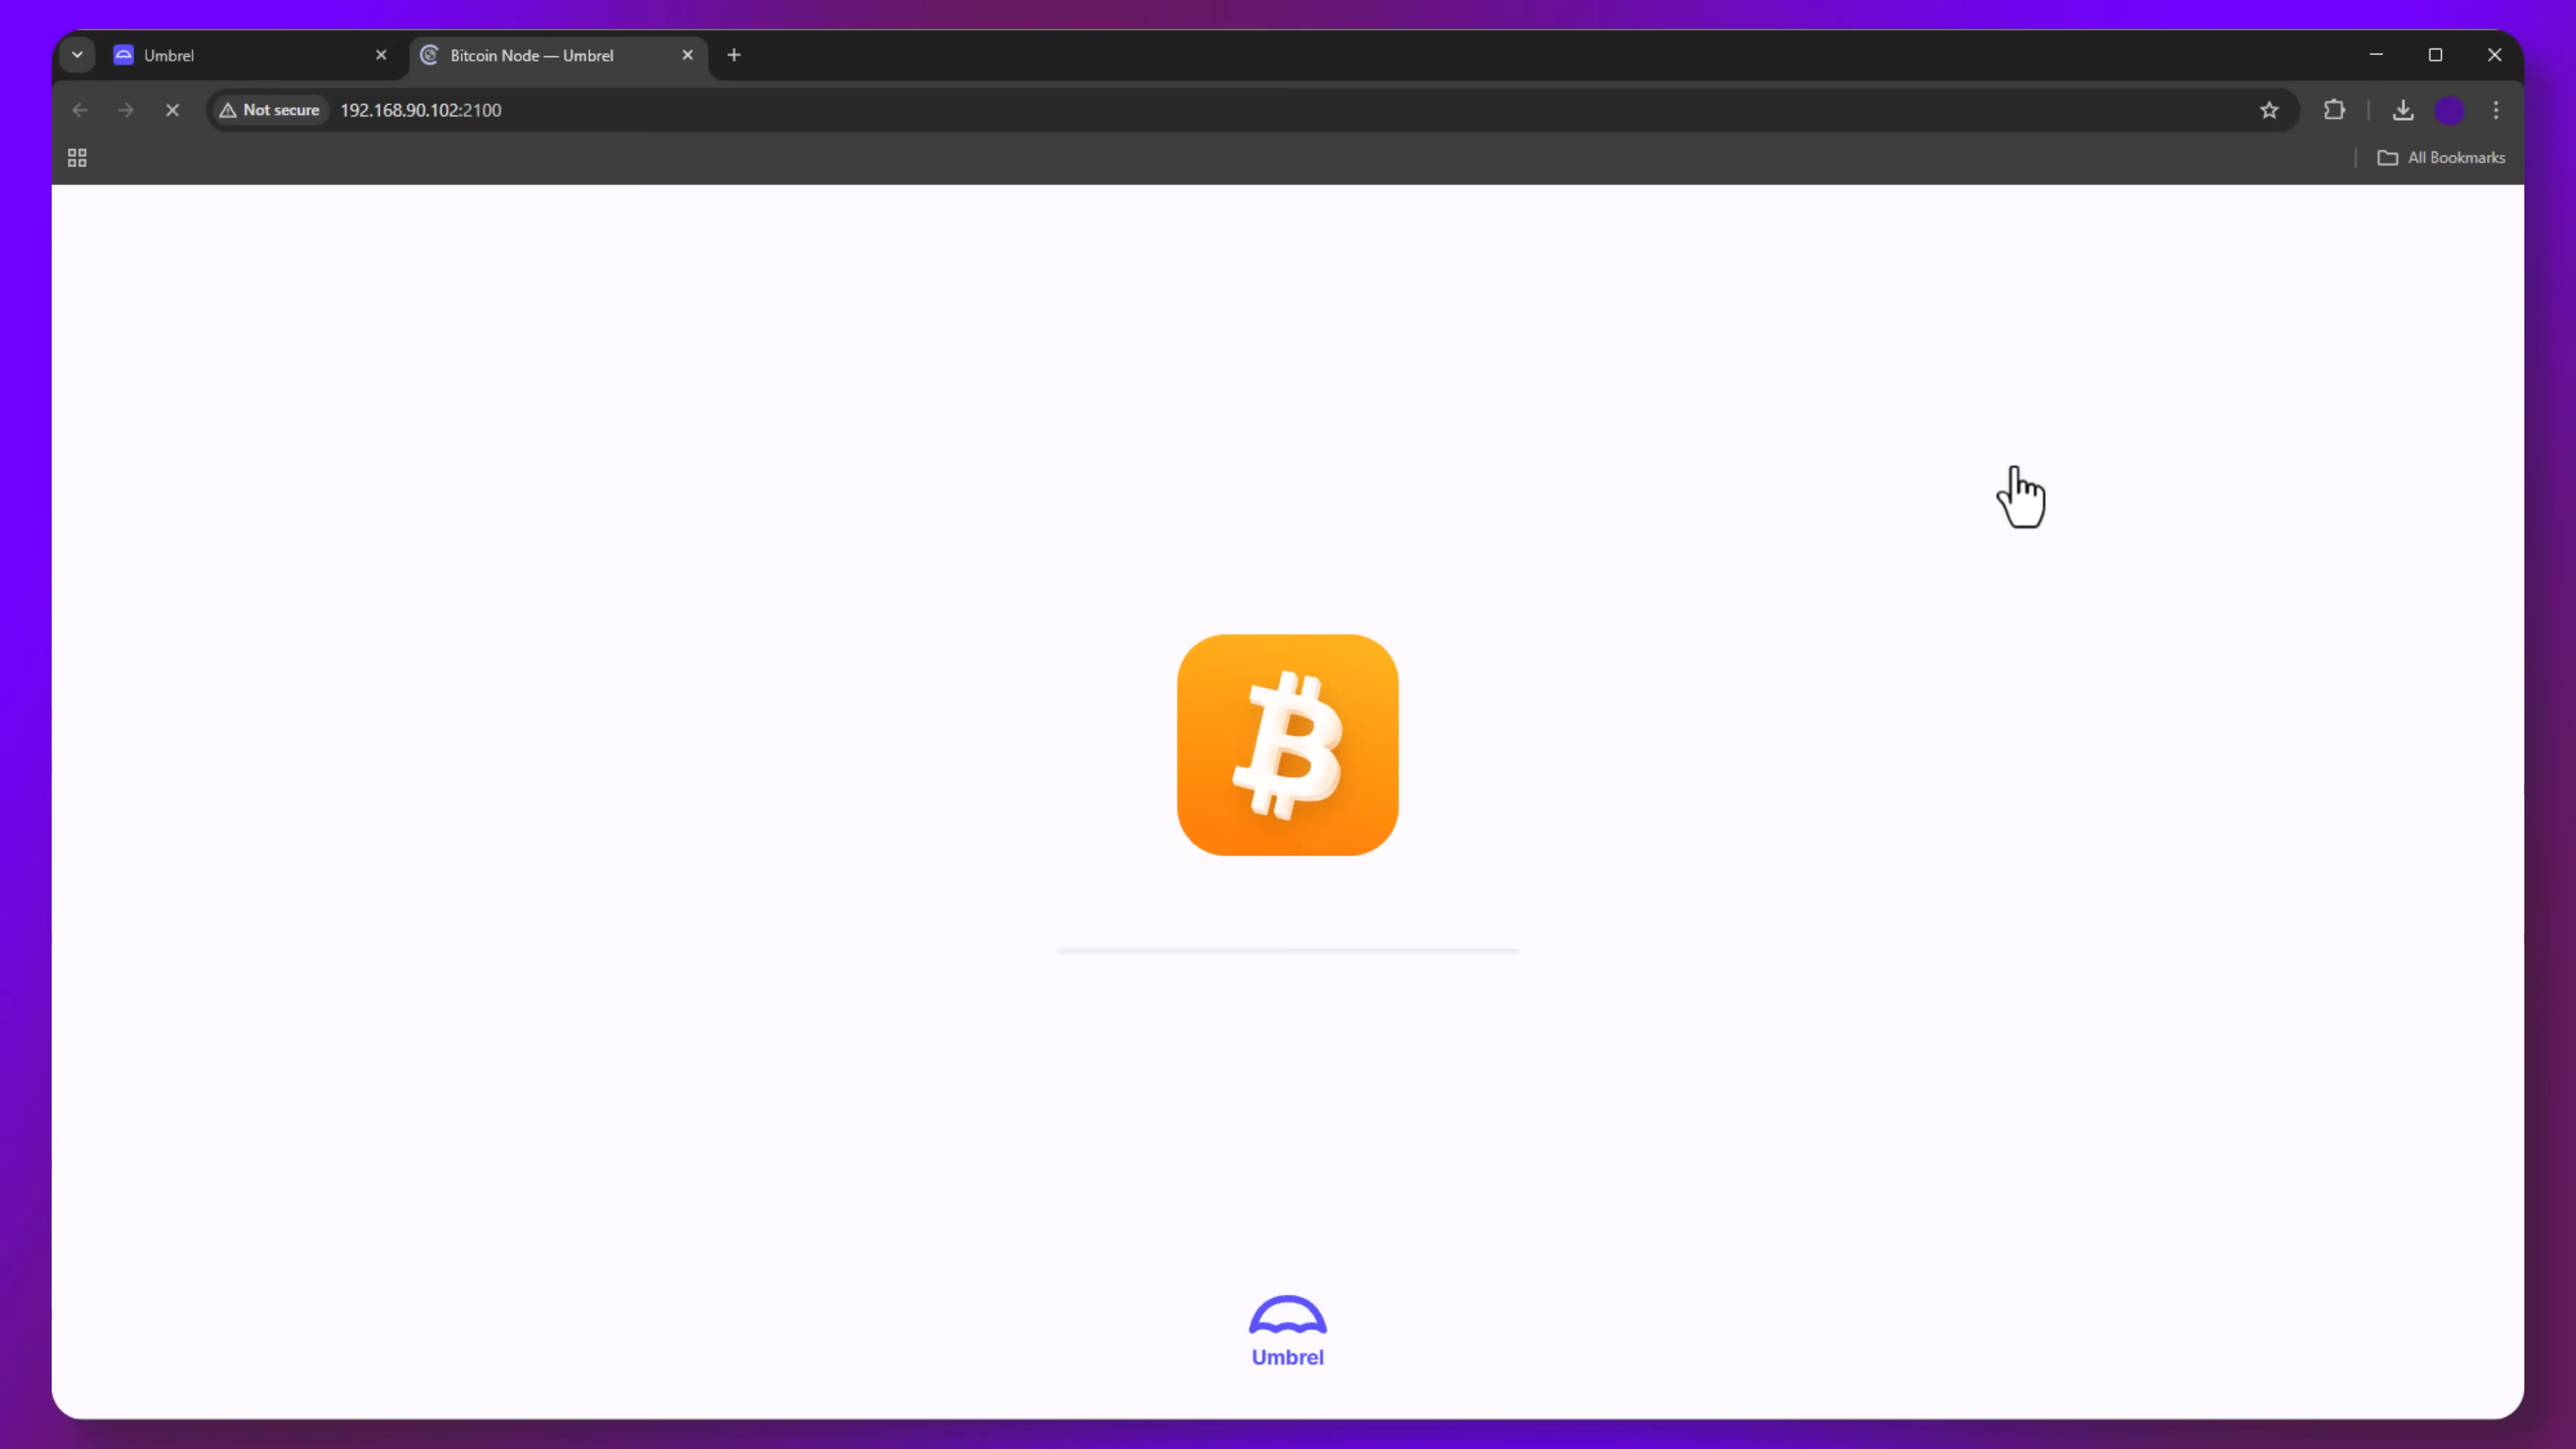 Umbrel
Bitcoin Node — Umbrel
Not secure
192.168.90.102:2100
All Bookmarks
Umbrel